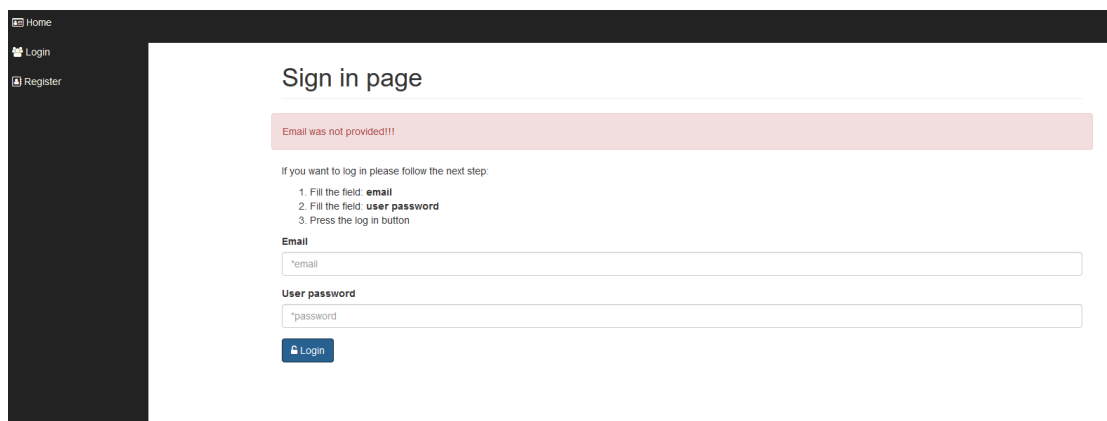 Home
Login
Register
Sign in page
Email was not provided!!!
If you want to log in please follow the next step:
1. Fill the field: email
2. Fill the field: user password
3. Press the log in button
Email
*email
User password
*password
Login